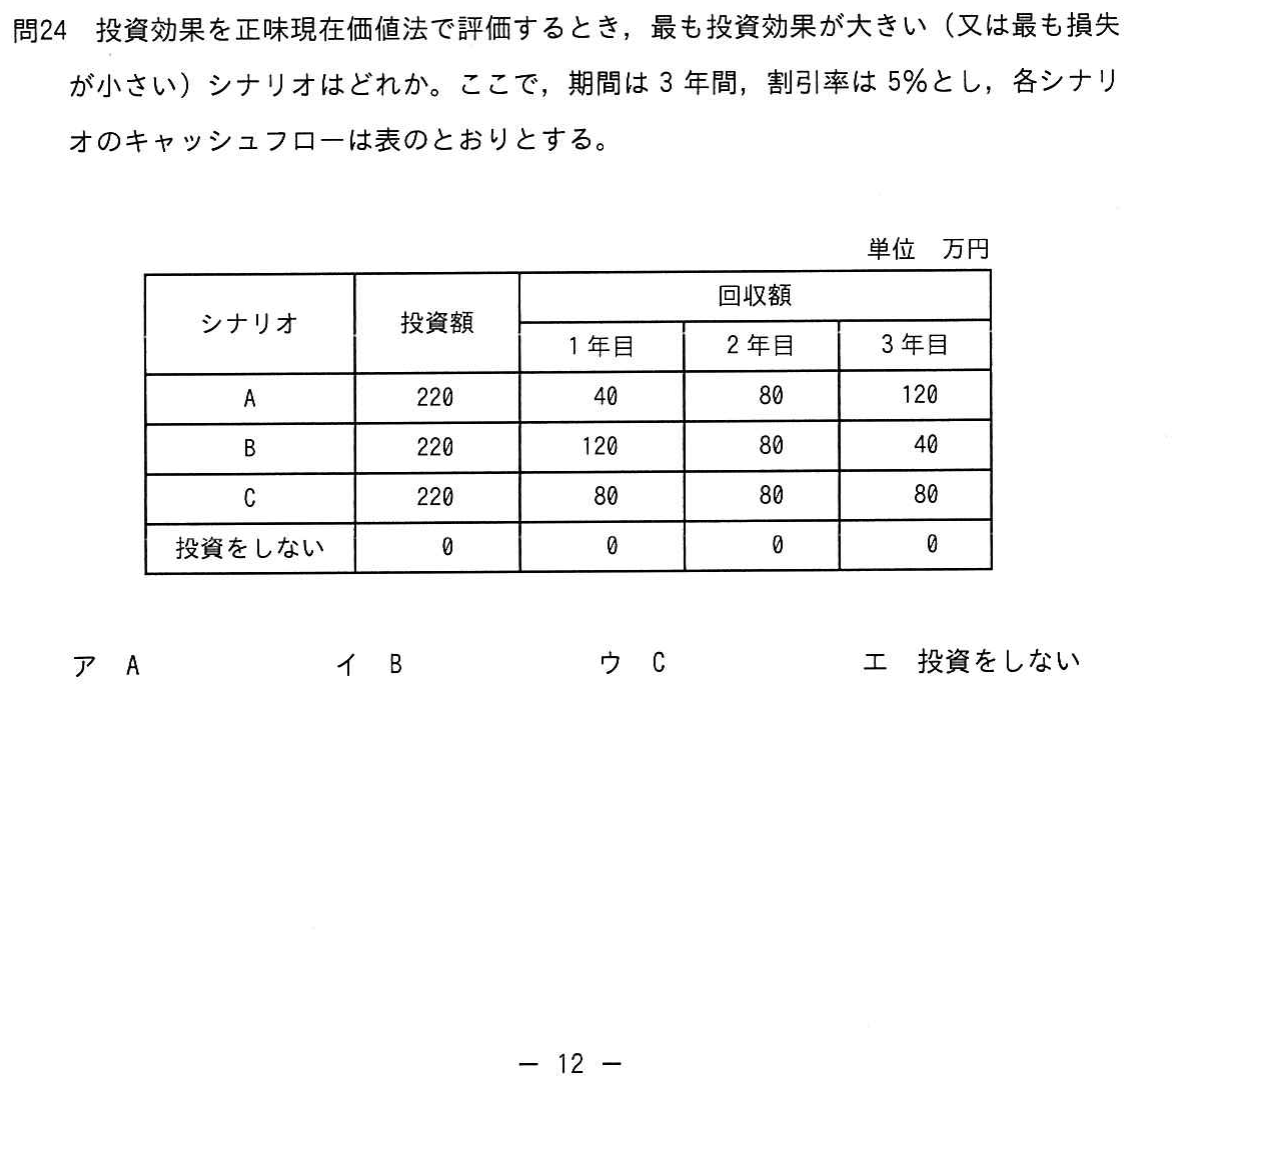 問24 投資効果を正味現在価値法で評価するとき，最も投資効果が大きい（又は最も損失
が小さい）シナリオはどれか。ここで，期間は 3 年間，割引率は 5%とし，各シナリ
オのキャッシュフローは表のとおりとする。
単位 万円
シナリオ 投資額 回収額
1 年目 2 年目 3 年目
A 220 40 80 120
B 220 120 80 40
C 220 80 80 80
投資をしない 0 0 0 0
ア A イ B ウ C エ 投資をしない
－ 12 －